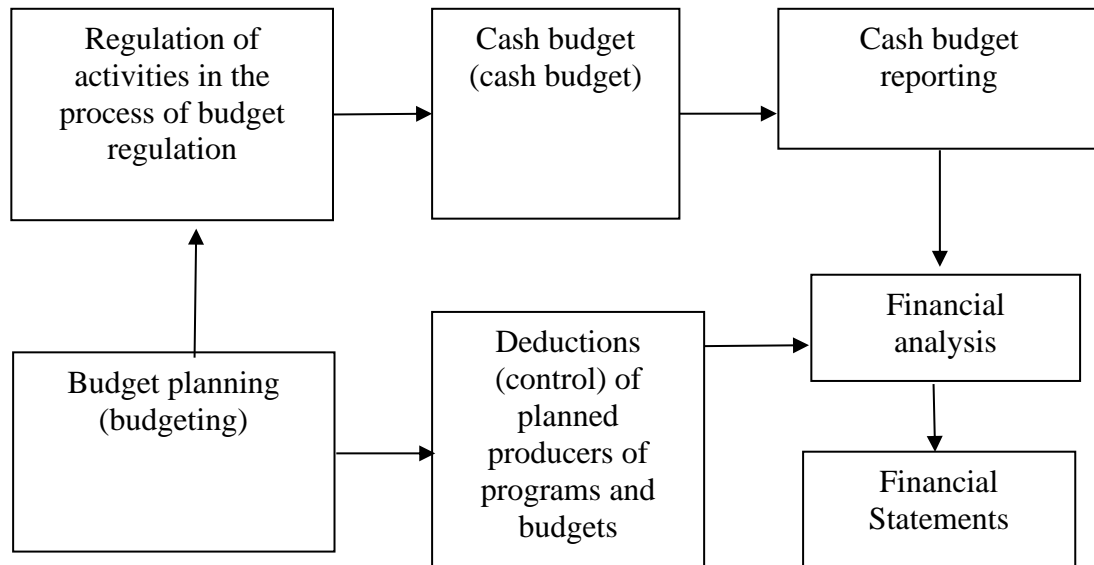 Regulation of
activities in the
process of budget
regulation
Cash budget
(cash budget)
Cash budget
reporting
Budget planning
(budgeting)
Deductions
(control) of
planned
producers of
programs and
budgets
Financial
analysis
Financial
Statements